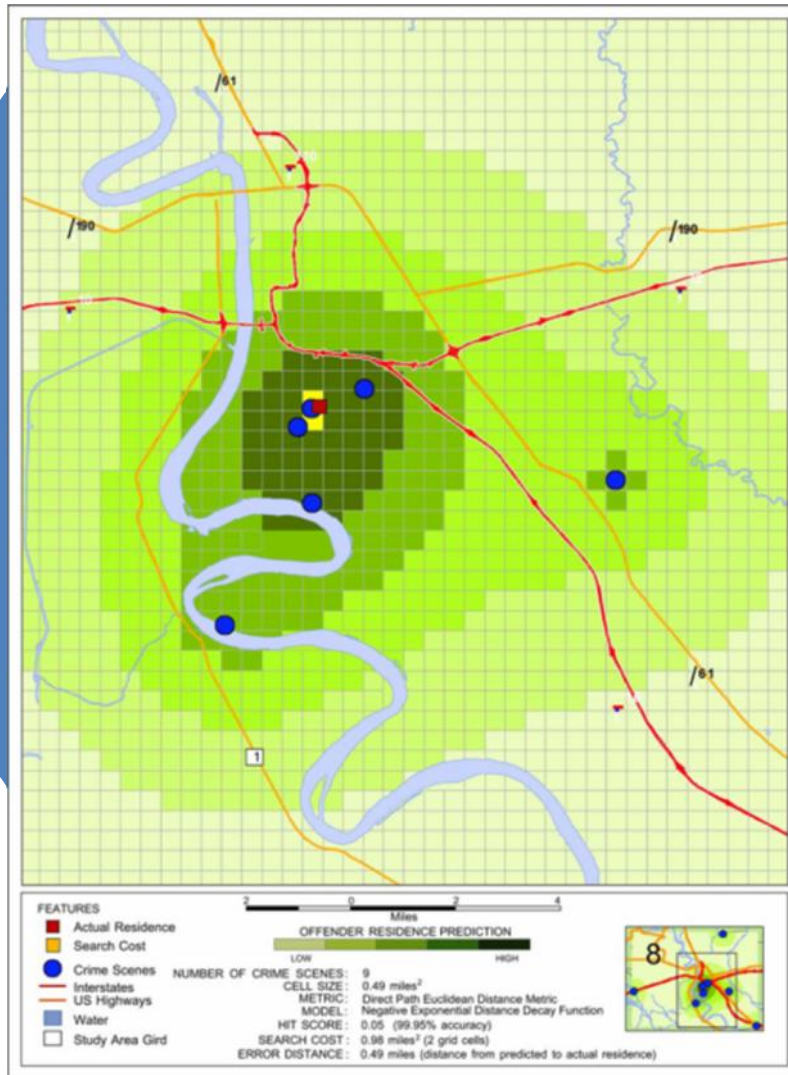 61
10
190
190
10
10
61
1
2 0 2 4
Miles
FEATURES
Actual Residence
Search Cost
Crime Scenes
Interstates
US Highways
Water
Study Area Gird
OFFENDER RESIDENCE PREDICTION
LOW HIGH
NUMBER OF CRIME SCENES: 9
CELL SIZE: 0.49 miles²
METRIC: Direct Path Euclidean Distance Metric
MODEL: Negative Exponential Distance Decay Function
HIT SCORE: 0.05 (99.95% accuracy)
SEARCH COST: 0.98 miles² (2 grid cells)
ERROR DISTANCE: 0.49 miles (distance from predicted to actual residence)
8